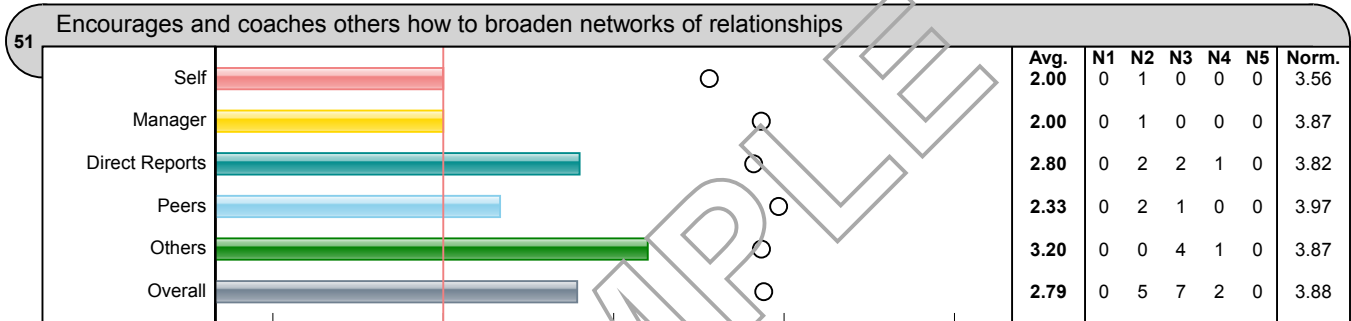 Encourages and coaches others how to broaden networks of relationships
51
Avg. N1 N2 N3 N4 N5 Norm.
Self 2.00 0 1 0 0 0 3.56
Manager 2.00 0 1 0 0 0 3.87
Direct Reports 2.80 0 2 2 1 0 3.82
Peers 2.33 0 2 1 0 0 3.97
Others 3.20 0 0 4 1 0 3.87
Overall 2.79 0 5 7 2 0 3.88
MPLE